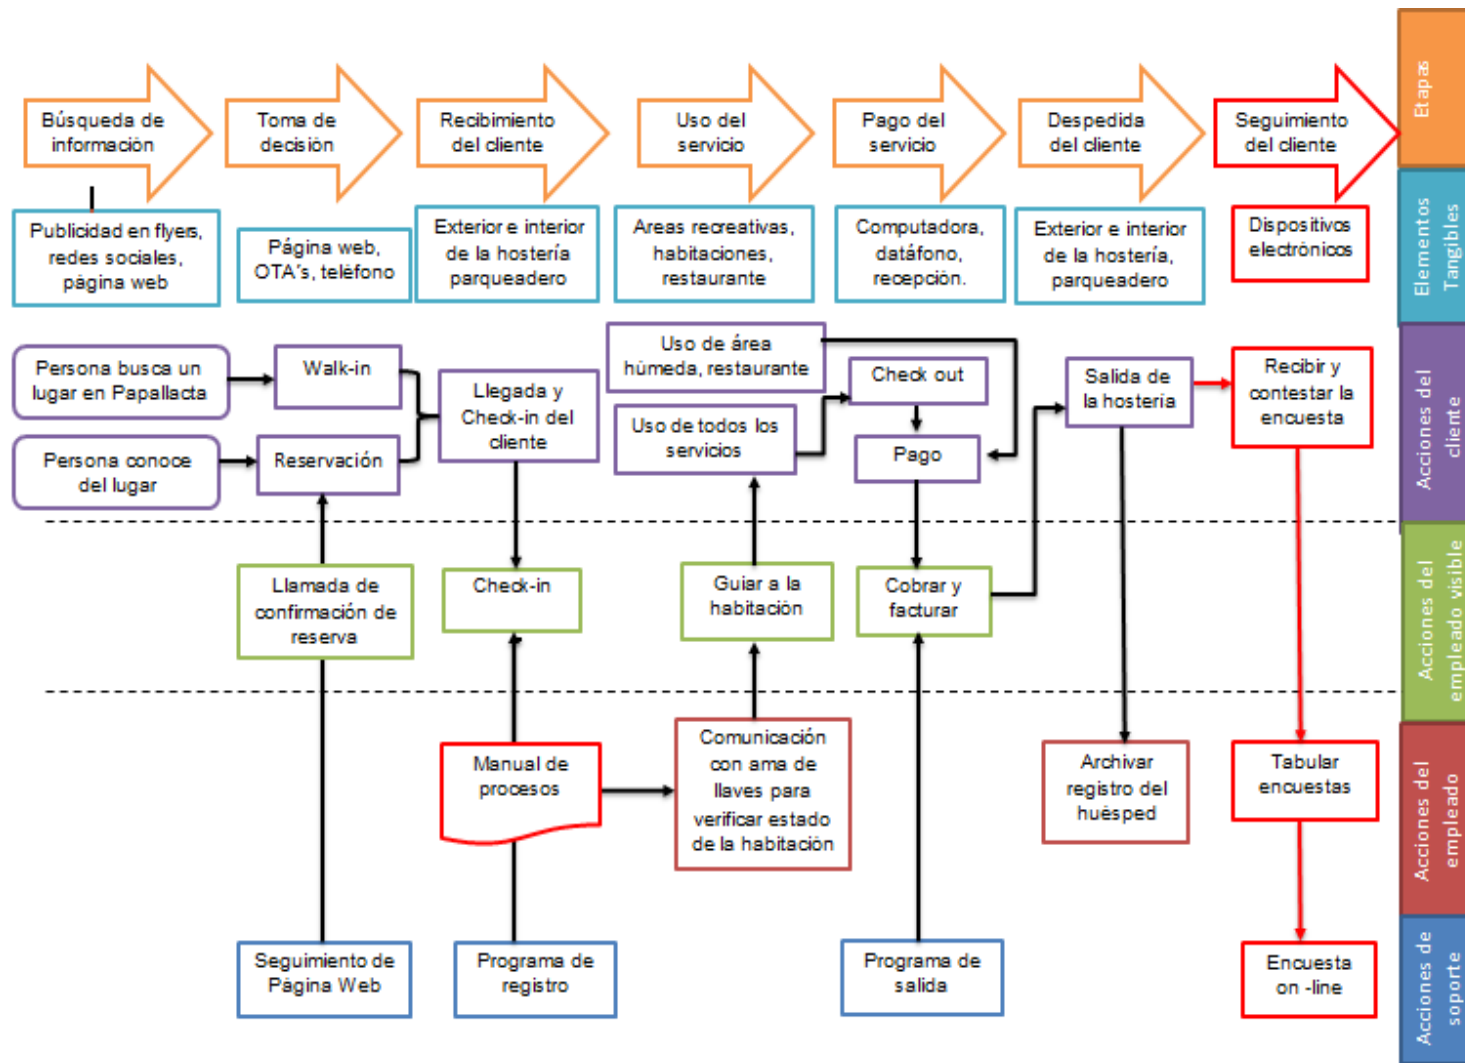 Búsqueda de
información
Toma de
decisión
Recibimiento
del cliente
Uso del
servicio
Pago del
servicio
Despedida
del cliente
Seguimiento
del cliente
Etapas
Publicidad en flyers,
redes sociales,
página web
Página web,
OTA´s, teléfono
Exterior e interior
de la hostería
parqueadero
Areas recreativas,
habitaciones,
restaurante
Computadora,
datáfono,
recepción.
Exterior e interior
de la hostería,
parqueadero
Dispositivos
electrónicos
Elementos
Tangibles
Persona busca un
lugar en Papallacta
Walk-in
Persona conoce
del lugar
Reservación
Llegada y
Check-in del
cliente
Uso de área
húmeda, restaurante
Uso de todos los
servicios
Check out
Pago
Salida de
la hostería
Recibir y
contestar la
encuesta
Acciones del
cliente
Llamada de
confirmación de
reserva
Check-in
Guiar a la
habitación
Cobrar y
facturar
Acciones del
empleado visible
Manual de
procesos
Comunicación
con ama de
llaves para
verificar estado
de la habitación
Archivar
registro del
huésped
Tabular
encuestas
Acciones del
empleado
Seguimiento de
Página Web
Programa de
registro
Programa de
salida
Encuesta
on -line
Acciones de
soporte